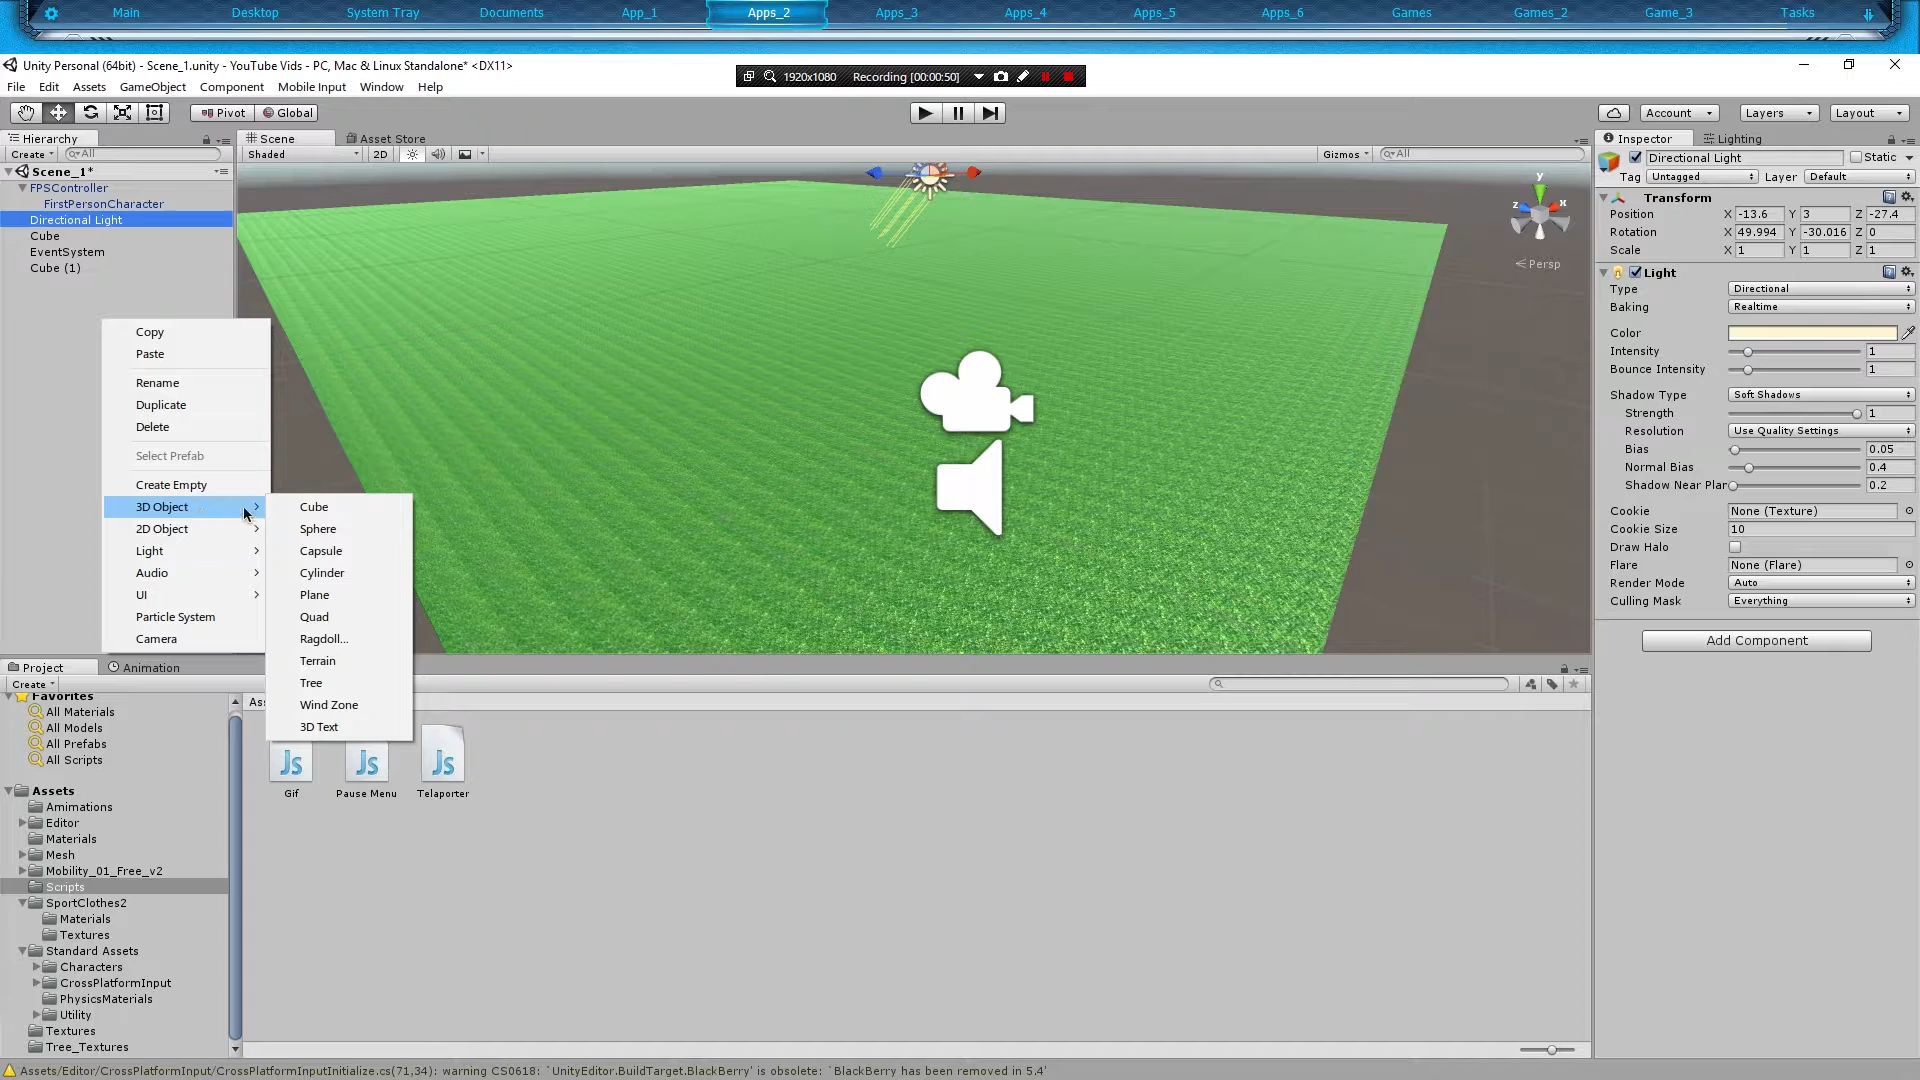 Main Desktop System Tray Documents App_1 Apps_2 Apps_3 Apps_4 Apps_5 Apps_6 Games Games_2 Game_3 Tasks
Unity Personal (64bit) - Scene_1.unity - YouTube Vids - PC, Mac & Linux Standalone* <DX11>
1920x1080 Recording [00:00:50]
File Edit Assets GameObject Component Mobile Input Window Help
Pivot Global
Account Layers Layout
Hierarchy
Create All
Scene_1*
FPSController
FirstPersonCharacter
Directional Light
Cube
EventSystem
Cube (1)
Scene Asset Store
Shaded 2D Gizmos All
y
z x
Persp
Copy
Paste
Rename
Duplicate
Delete
Select Prefab
Create Empty
3D Object
2D Object
Light
Audio
UI
Particle System
Camera
Cube
Sphere
Capsule
Cylinder
Plane
Quad
Ragdoll...
Terrain
Tree
Wind Zone
3D Text
Inspector Lighting
Directional Light Static
Tag Untagged Layer Default
Transform
Position X -13.6 Y 3 Z -27.4
Rotation X 49.994 Y -30.016 Z 0
Scale X 1 Y 1 Z 1
Light
Type Directional
Baking Realtime
Color
Intensity 1
Bounce Intensity 1
Shadow Type Soft Shadows
Strength 1
Resolution Use Quality Settings
Bias 0.05
Normal Bias 0.4
Shadow Near Plar 0.2
Cookie None (Texture)
Cookie Size 10
Draw Halo
Flare None (Flare)
Render Mode Auto
Culling Mask Everything
Add Component
Project Animation
Create
Favorites
All Materials
All Models
All Prefabs
All Scripts
Assets
Amimations
Editor
Materials
Mesh
Mobility_01_Free_v2
Scripts
SportClothes2
Materials
Textures
Standard Assets
Characters
CrossPlatformInput
PhysicsMaterials
Utility
Textures
Tree_Textures
Ass
Js Js Js
Gif Pause Menu Telaporter
Assets/Editor/CrossPlatformInput/CrossPlatformInputInitialize.cs(71,34): warning CS0618: `UnityEditor.BuildTarget.BlackBerry' is obsolete: `BlackBerry has been removed in 5.4'